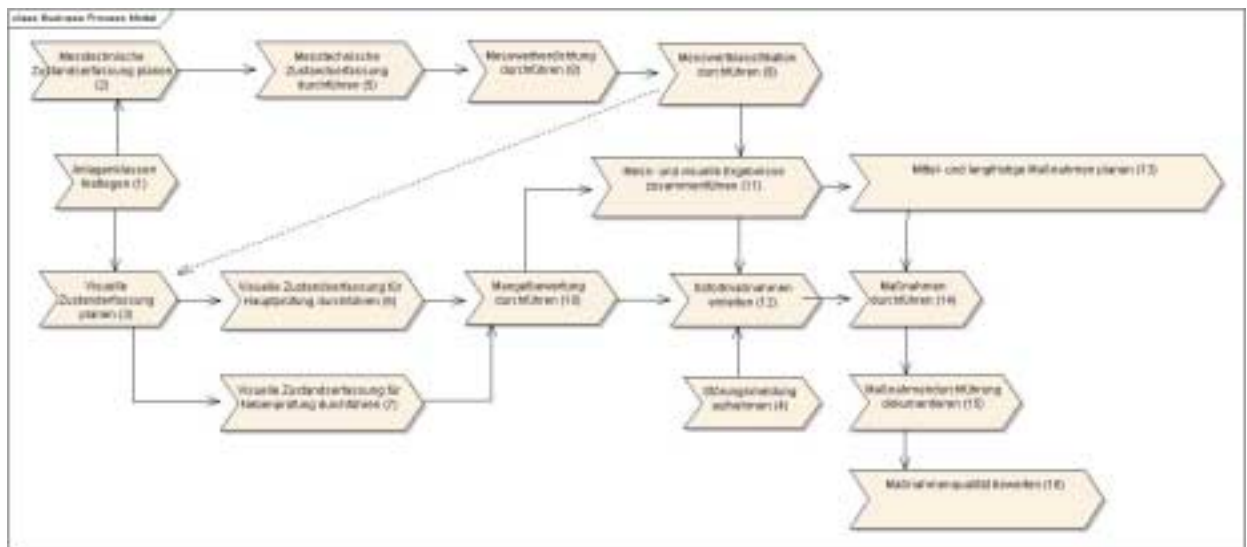 class Business Process Model
Messtechnische
Zustandserfassung planen
(2)
Messtechnische
Zustandserfassung
durchführen (5)
Messwertverdichtung
durchführen
Messwertklassifikation
durchführen
Anlagenklassen
festlegen (1)
Mess- und visuelle Ergebnisse
zusammenführen (11)
Mittel- und langfristige Maßnahmen planen (13)
Visuelle
Zustandserfassung
planen (3)
Visuelle Zustandserfassung für
Hauptprüfung durchführen (6)
Mangelbewertung
durchführen (10)
Sofortmaßnahmen
einleiten (12)
Maßnahmen
durchführen (14)
Visuelle Zustandserfassung für
Nebenprüfung durchführen (7)
Störungsmeldung
aufnehmen (4)
Maßnahmendurchführung
dokumentieren (15)
Maßnahmenqualität bewerten (16)